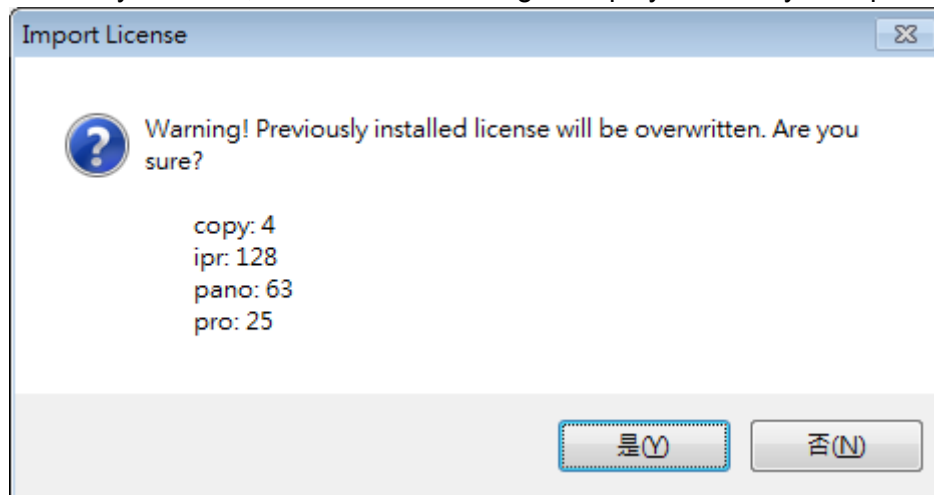 Import License
Warning! Previously installed license will be overwritten. Are you
sure?
copy: 4
ipr: 128
pano: 63
pro: 25
是(Y)
否(N)